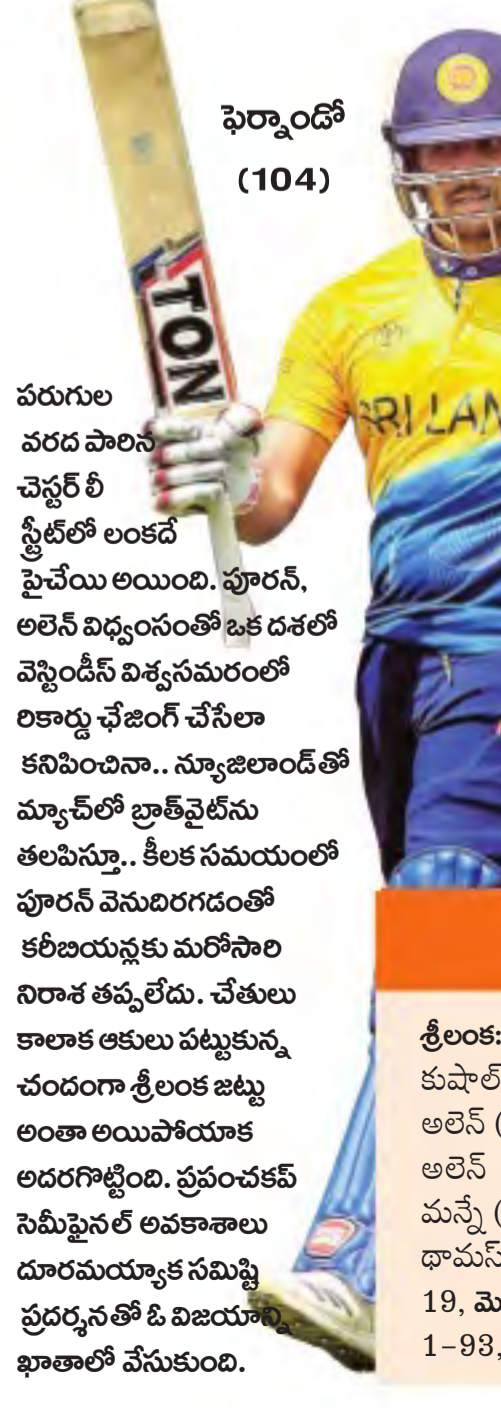 ఫెర్నాండో
(104)
TON
SRI LAN
పరుగుల
వరద పారిన
చెస్టర్ లీ
స్ట్రీట్‌లో లంకదే
పైచేయి అయింది. పూరన్,
అలెన్ విధ్వంసంతో ఒక దశలో
వెస్టిండీస్ విశ్వసమరంలో
రికార్డు ఛేజింగ్ చేసేలా
కనిపించినా.. న్యూజిలాండ్‌తో
మ్యాచ్‌లో బ్రాత్‌వైట్‌ను
తలపిస్తూ.. కీలక సమయంలో
పూరన్ వెనుదిరగడంతో
కరీబియన్లకు మరోసారి
నిరాశ తప్పలేదు. చేతులు
కాలాక ఆకులు పట్టుకున్న
చందంగా శ్రీలంక జట్టు
అంతా అయిపోయాక
అదరగొట్టింది. ప్రపంచకప్
సెమీఫైనల్ అవకాశాలు
దూరమయ్యాక సమిష్టి
ప్రదర్శనతో ఓ విజయాన్ని
ఖాతాలో వేసుకుంది.
శ్రీలంక:
కుషాల్
అలెన్ (
అలెన్
మన్నే (
థామస్
19, మె
1-93,